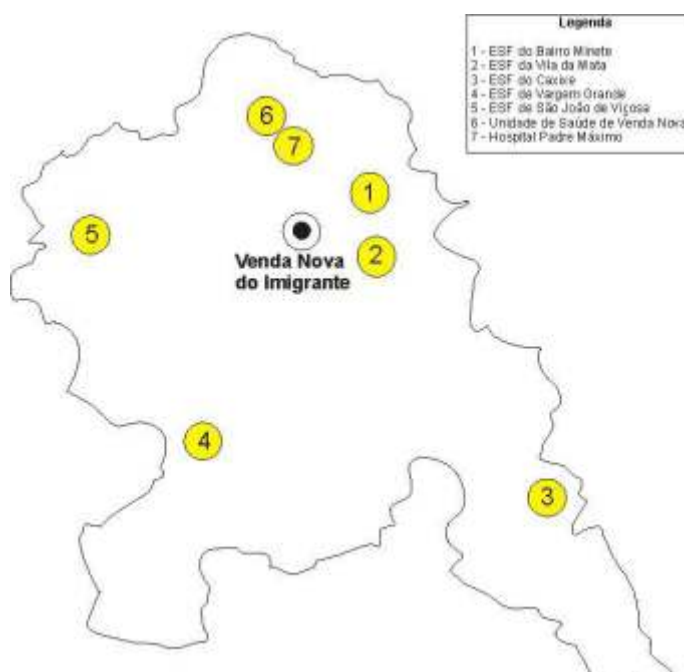 Legenda
1 - ESF do Bairro Minete
2 - ESF da Vila da Mata
3 - ESF do Caxixe
4 - ESF de Vargem Grande
5 - ESF de São João de Viçosa
6 - Unidade de Saúde de Venda Nova
7 - Hospital Padre Máximo
6
7
1
5
2
Venda Nova
do Imigrante
4
3